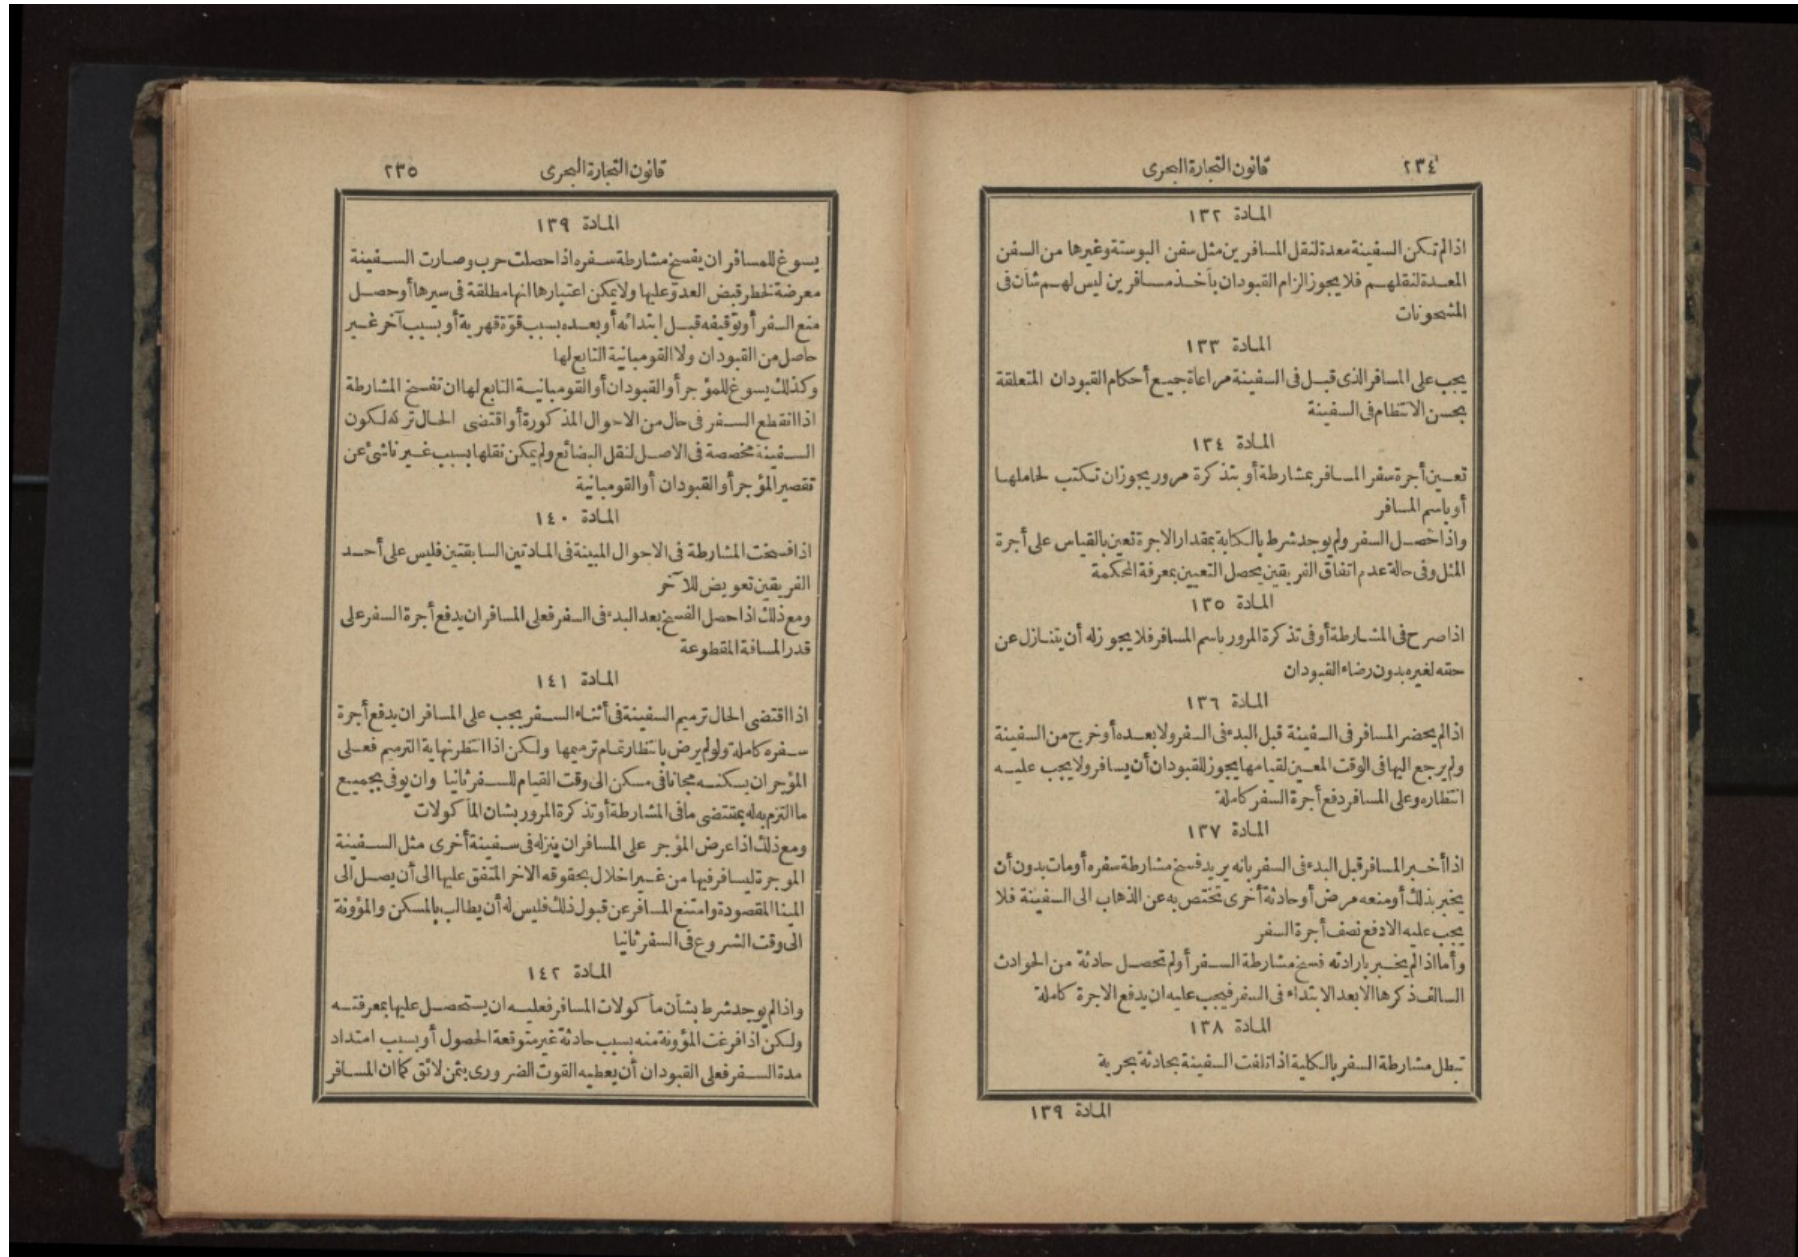 ٢٣٤
قانون التجارة البحرى
المادة ١٣٢
اذا لم تكن السفينة معدة لنقل المسافرين مثل سفن البوستة وغيرها من السفن
المعدة لنقلهم فلا يجوز الزام القبودان بأخذ مسافرين ليس لهم شأن فى
المشحونات
المادة ١٣٣
يجب على المسافر الذى قبل فى السفينة مراعاة جميع أحكام القبودان المتعلقة
بحسن الانتظام فى السفينة
المادة ١٣٤
تعين أجرة سفر المسافر بمشارطة أو بتذكرة مرور يجوز ان تكتب لحاملها
أو باسم المسافر
واذا حصل السفر ولم يوجد شرط بالكتابة بمقدار الاجرة تعين بالقياس على أجرة
المثل وفى حالة عدم اتفاق الفريقين يحصل التعيين بمعرفة المحكمة
المادة ١٣٥
اذا صرح فى المشارطة أو فى تذكرة المرور باسم المسافر فلا يجوز له أن يتنازل عن
حقه لغيره بدون رضاء القبودان
المادة ١٣٦
اذا لم يحضر المسافر فى السفينة قبل البدء فى السفر ولا بعده أو خرج من السفينة
ولم يرجع اليها فى الوقت المعين لقيامها يجوز للقبودان أن يسافر ولا يجب عليه
انتظاره وعلى المسافر دفع أجرة السفر كاملة
المادة ١٣٧
اذا أخبر المسافر قبل البدء فى السفر بانه يريد فسخ مشارطة سفره أو مات بدون أن
يخبر بذلك أو منعه مرض أو حادثة أخرى تختص به عن الذهاب الى السفينة فلا
يجب عليه الا دفع نصف أجرة السفر
وأما اذا لم يخبر بارادته فسخ مشارطة السفر أو لم تحصل حادثة من الحوادث
السالف ذكرها الا بعد الابتداء فى السفر فيجب عليه ان يدفع الاجرة كاملة
المادة ١٣٨
تبطل مشارطة السفر بالكلية اذا تلفت السفينة بحادثة بحرية
المادة ١٣٩
قانون التجارة البحرى
٢٣٥
المادة ١٣٩
يسوغ للمسافر ان يفسخ مشارطة سفره اذا حصلت حرب وصارت السفينة
معرضة لخطر قبض العدوّ عليها ولا يمكن اعتبارها انها مطلقة فى سيرها أو حصل
منع السفر أو توقيفه قبل ابتدائه أو بعده بسبب قوّة قهرية أو بسبب آخر غير
حاصل من القبودان ولا القومبانية التابع لها
وكذلك يسوغ للمؤجر أو القبودان أو القومبانية التابع لها ان تفسخ المشارطة
اذا انقطع السفر فى حال من الاحوال المذكورة أو اقتضى الحال تركه لكون
السفينة مخصصة فى الاصل لنقل البضائع ولم يمكن نقلها بسبب غير ناشئ عن
تقصير المؤجر أو القبودان أو القومبانية
المادة ١٤٠
اذا فسخت المشارطة فى الاحوال المبينة فى المادتين السابقتين فليس على أحد
الفريقين تعويض للآخر
ومع ذلك اذا حصل الفسخ بعد البدء فى السفر فعلى المسافر ان يدفع أجرة السفر على
قدر المسافة المقطوعة
المادة ١٤١
اذا اقتضى الحال ترميم السفينة فى أثناء السفر يجب على المسافر ان يدفع أجرة
سفره كاملة ولو لم يرض بانتظار تمام ترميمها ولكن اذا انتظر نهاية الترميم فعلى
المؤجر ان يسكنه مجانا فى مسكن الى وقت القيام للسفر ثانيا وان يوفى بجميع
ما التزم به له بمقتضى ما فى المشارطة أو تذكرة المرور بشان المأكولات
ومع ذلك اذا عرض المؤجر على المسافر ان ينزله فى سفينة أخرى مثل السفينة
الموجرة ليسافر فيها من غير اخلال بحقوقه الاخر المتفق عليها الى أن يصل الى
المينا المقصودة وامتنع المسافر عن قبول ذلك فليس له أن يطالب بالمسكن والمؤونة
الى وقت الشروع فى السفر ثانيا
المادة ١٤٢
واذا لم يوجد شرط بشأن مأكولات المسافر فعليه ان يستحصل عليها بمعرفته
ولكن اذا فرغت المؤونة منه بسبب حادثة غير متوقعة الحصول أو بسبب امتداد
مدة السفر فعلى القبودان أن يعطيه القوت الضرورى بثمن لائق كما ان المسافر